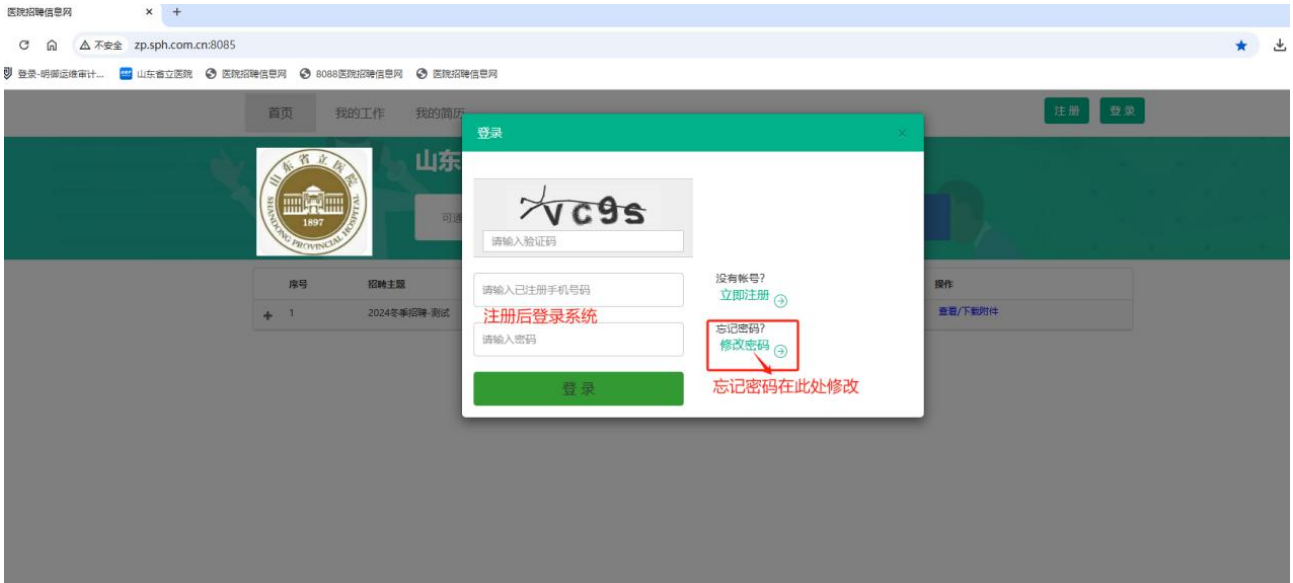 医院招聘信息网 × +
不安全 zp.sph.com.cn:8085
登录-明御运维审计... 山东省立医院 医院招聘信息网 8088医院招聘信息网 医院招聘信息网
首页 我的工作 我的简历 注册 登录
登录 ×
山东
山东省立医院
1897
SHANDONG PROVINCIAL HOSPITAL
vc9s
请输入验证码
请输入已注册手机号码
注册后登录系统
请输入密码
登录
没有帐号?
立即注册
忘记密码?
修改密码
忘记密码在此处修改
序号 招聘主题 操作
1 2024冬季招聘-测试 查看/下载附件